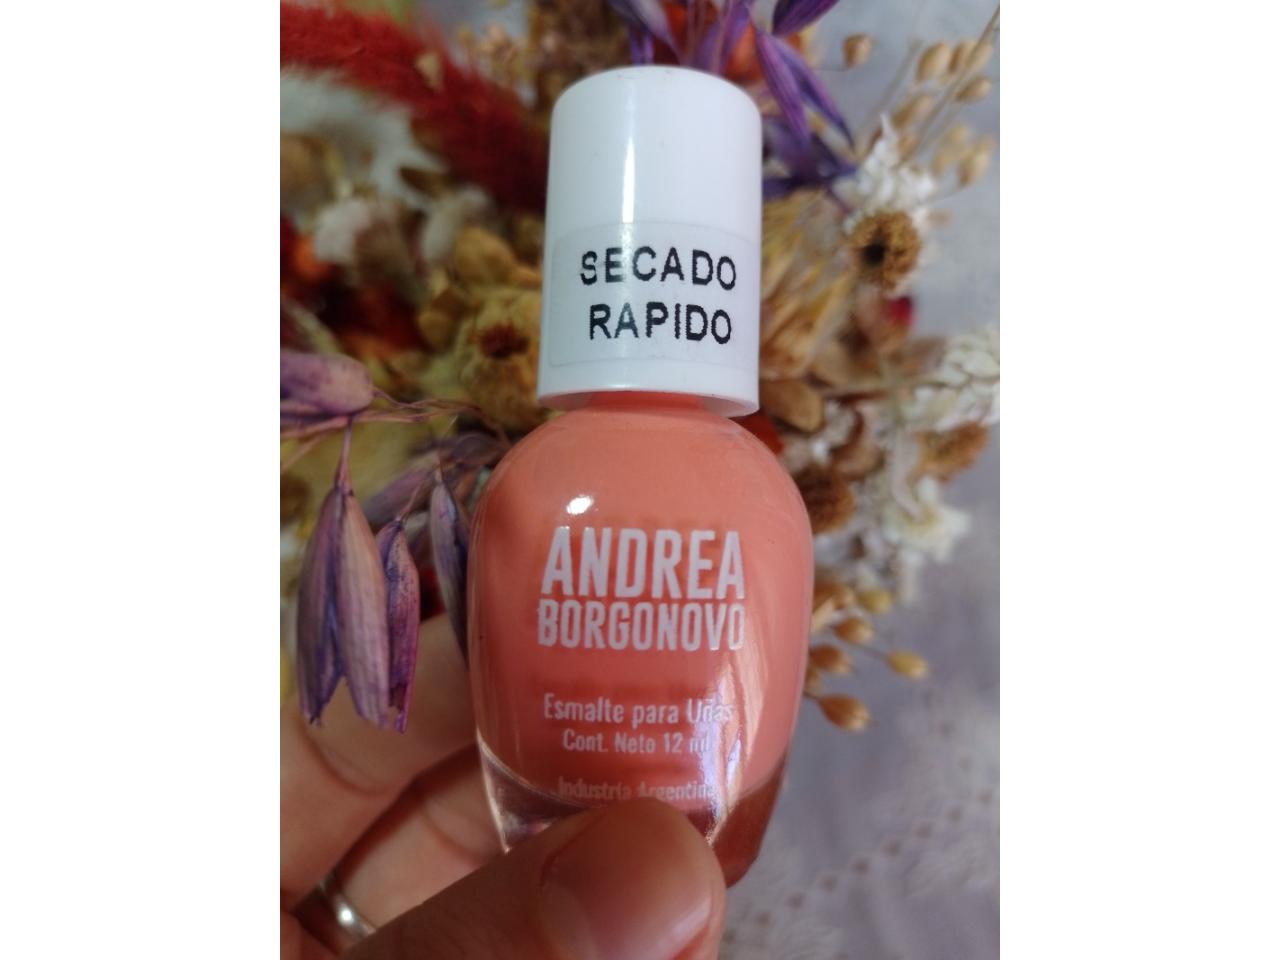 SECADO
RAPIDO
ANDREA
BORGONOVO
Esmalte para Uñas
Cont. Neto 12 ml
Industria Argentina